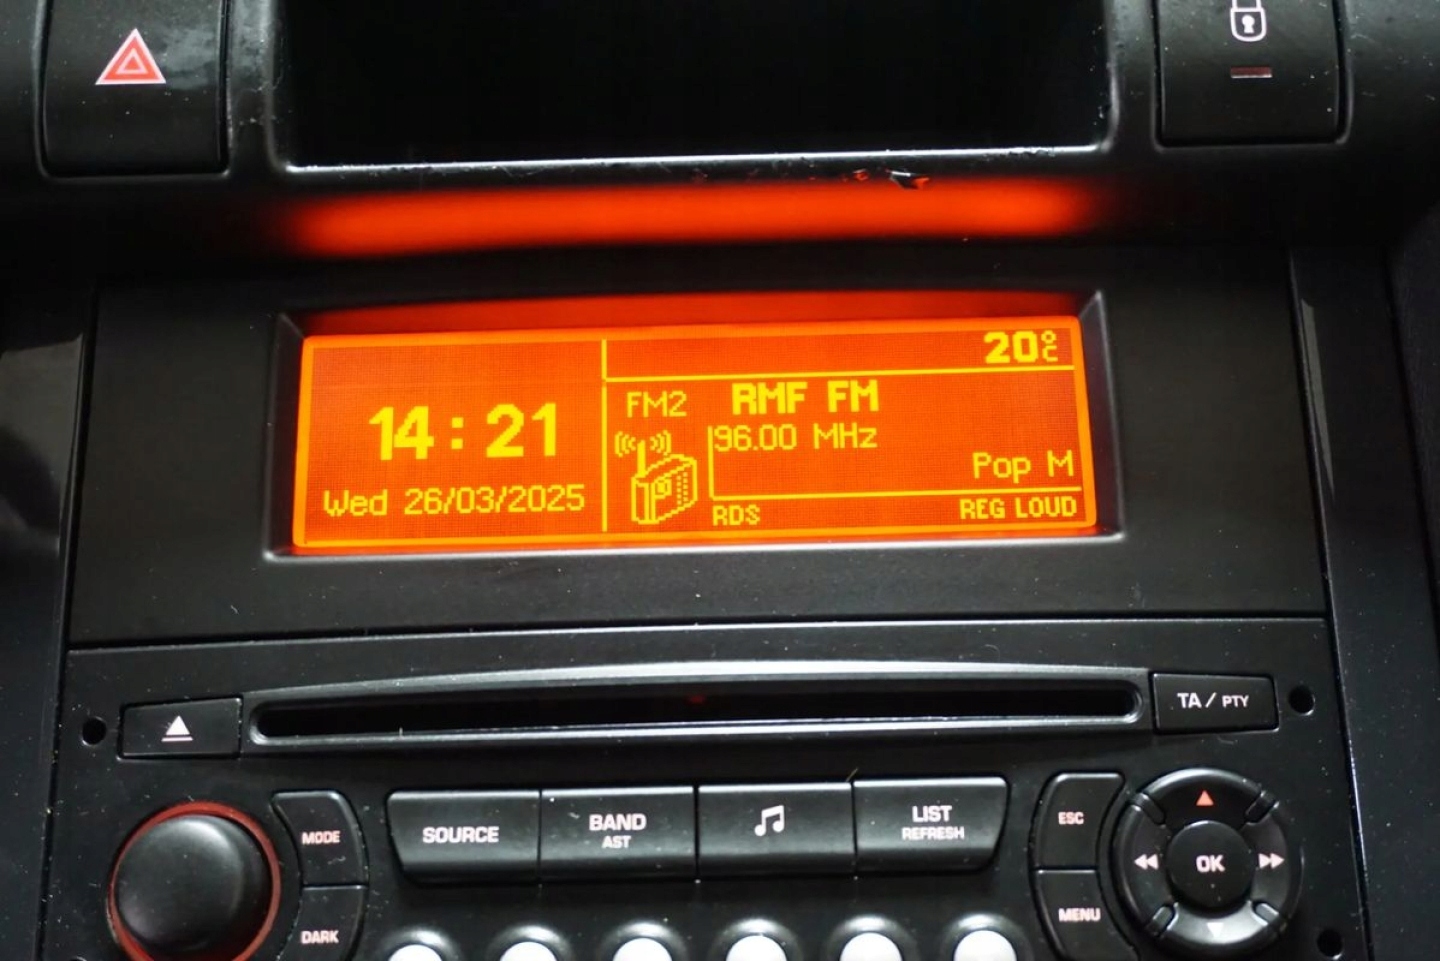 20°C
14:21
Wed 26/03/2025
FM2
RMF FM
96.00 MHz
Pop M
RDS
REG LOUD
TA / PTY
MODE
SOURCE
BAND
AST
LIST
REFRESH
ESC
OK
DARK
MENU